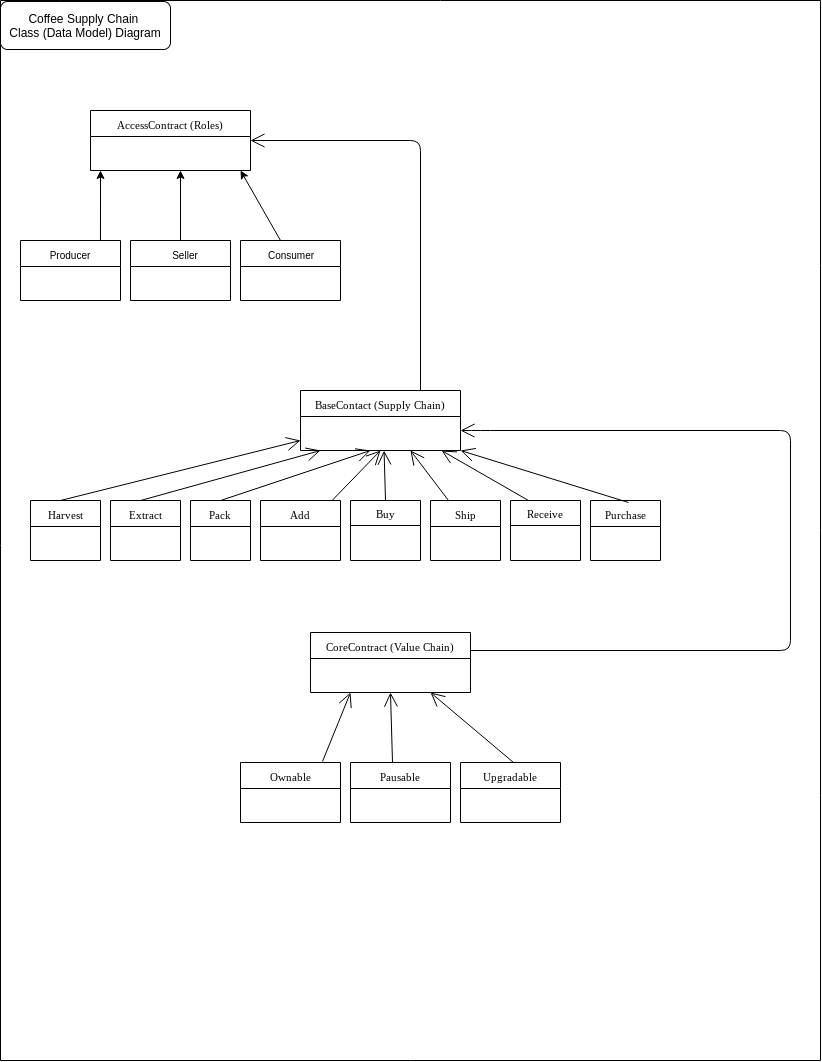 Coffee Supply Chain
Class (Data Model) Diagram
AccessContract (Roles)
Producer
Seller
Consumer
BaseContact (Supply Chain)
Harvest
Extract
Pack
Add
Buy
Ship
Receive
Purchase
CoreContract (Value Chain)
Ownable
Pausable
Upgradable